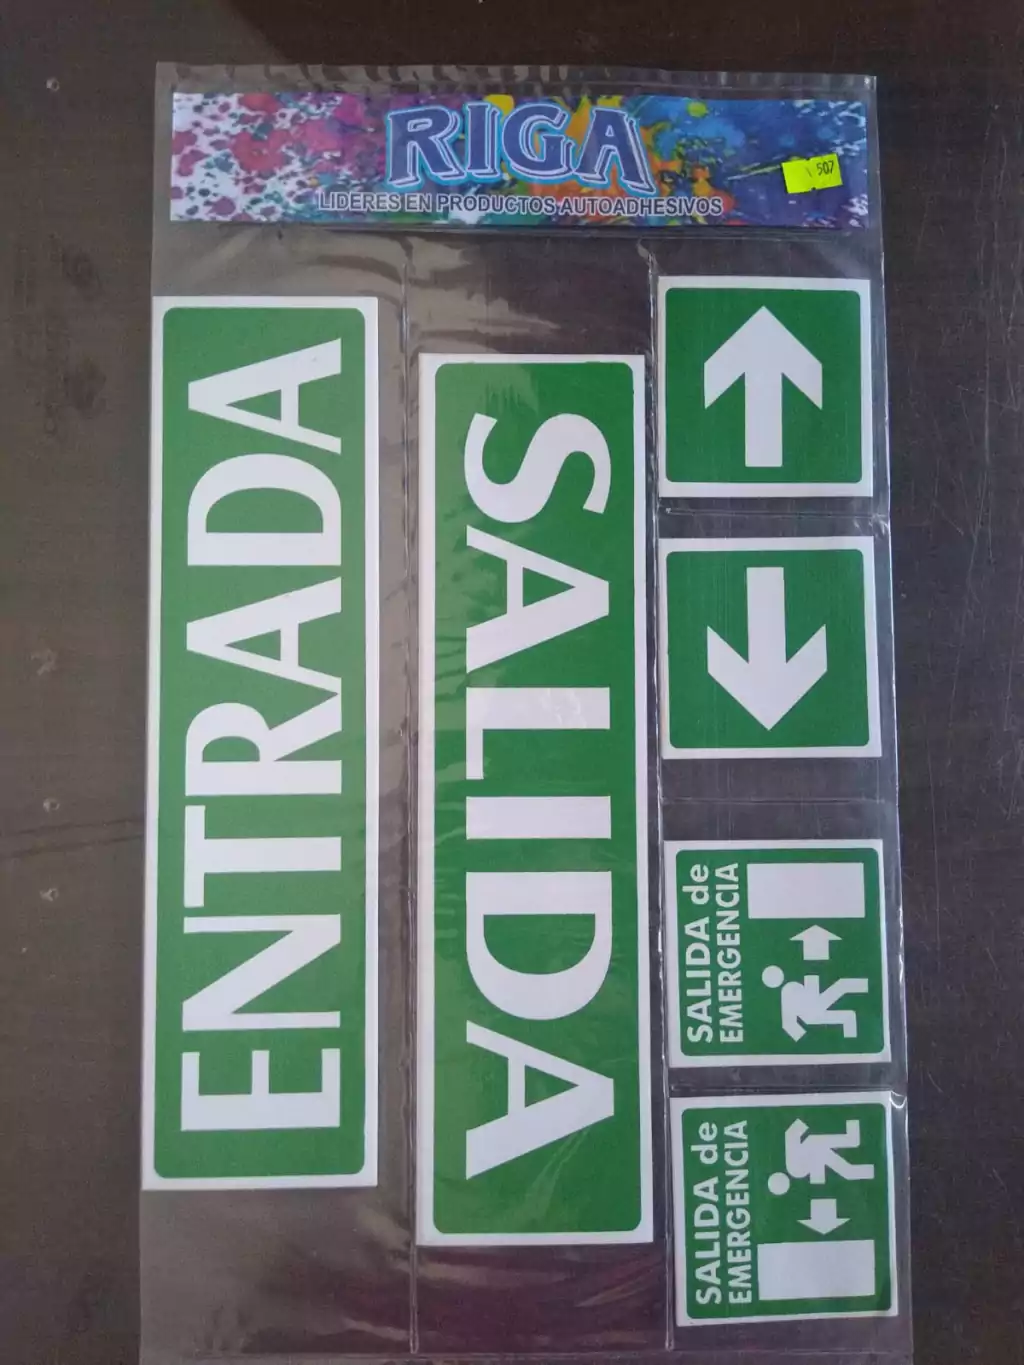 RIGA
LIDERES EN PRODUCTOS AUTOADHESIVOS
507
ENTRADA
SALIDA
SALIDA de
EMERGENCIA
SALIDA de
EMERGENCIA